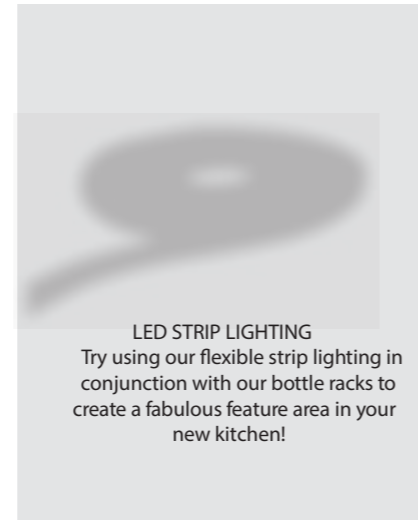 LED STRIP LIGHTING
Try using our flexible strip lighting in
conjunction with our bottle racks to
create a fabulous feature area in your
new kitchen!